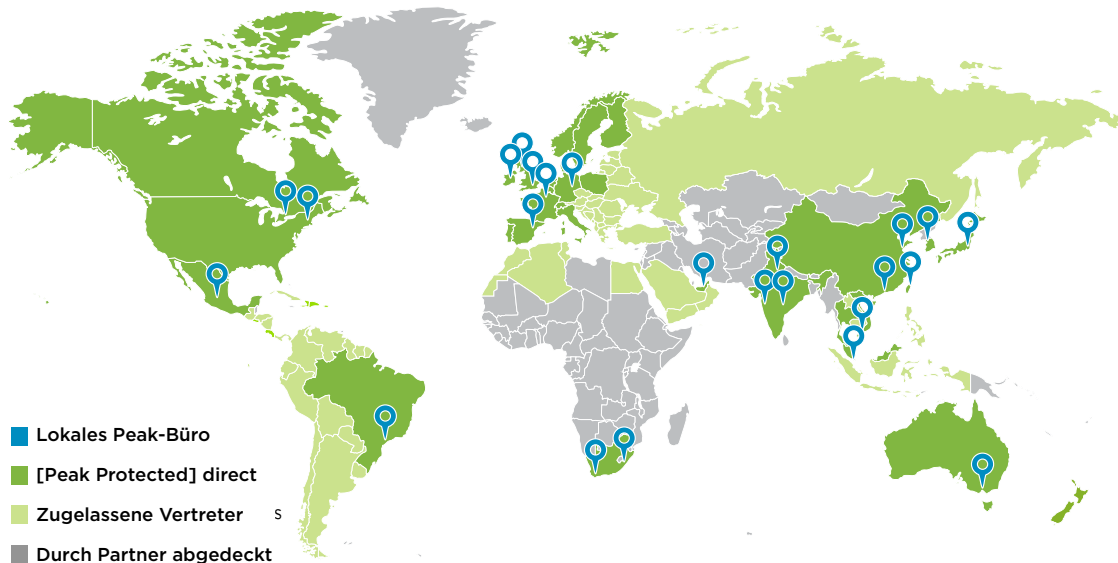 Lokales Peak-Büro
[Peak Protected] direct
Zugelassene Vertreter s
Durch Partner abgedeckt